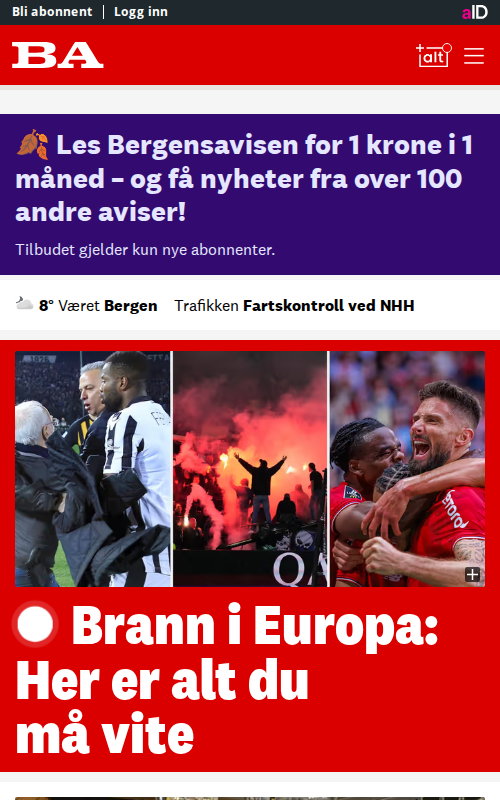 Bli abonnent | Logg inn
aID
BA
+alt
🍂 Les Bergensavisen for 1 krone i 1
måned – og få nyheter fra over 100
andre aviser!
Tilbudet gjelder kun nye abonnenter.
8° Været Bergen Trafikken Fartskontroll ved NHH
QA
Brann i Europa:
Her er alt du
må vite